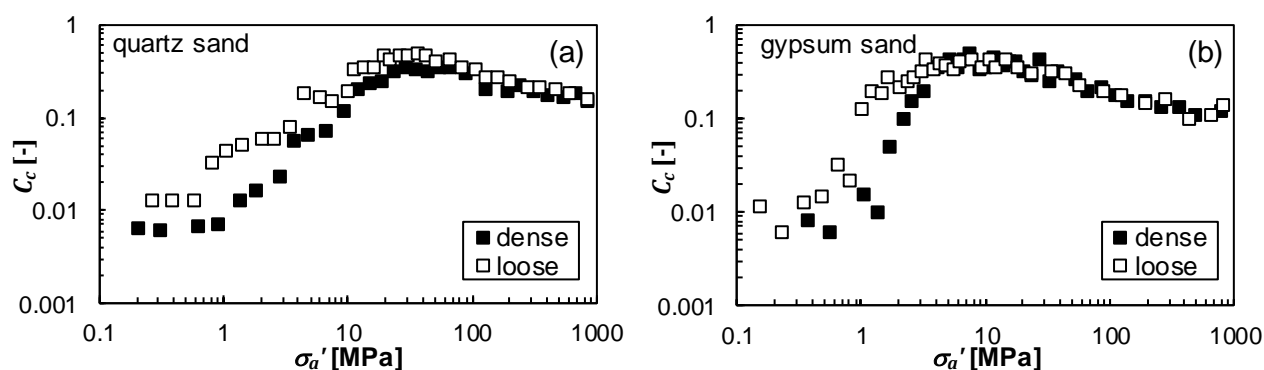 quartz sand
(a)
1
0.1
0.01
0.001
C_c [-]
dense
loose
0.1 1 10 100 1000
σ_a' [MPa]
gypsum sand
(b)
1
0.1
0.01
0.001
C_c [-]
dense
loose
0.1 1 10 100 1000
σ_a' [MPa]